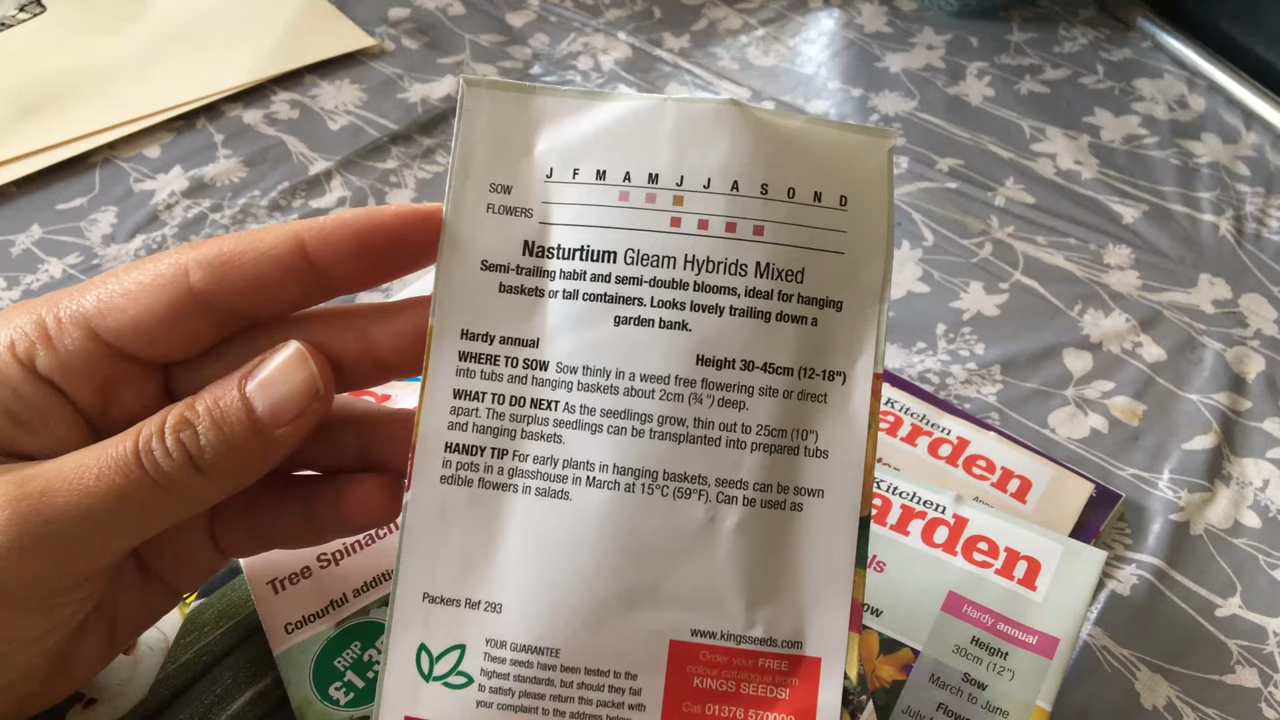 J F M A M J J A S O N D
SOW
FLOWERS
Nasturtium Gleam Hybrids Mixed
Semi-trailing habit and semi-double blooms, ideal for hanging
baskets or tall containers. Looks lovely trailing down a
garden bank.
Hardy annual
Height 30-45cm (12-18")
WHERE TO SOW Sow thinly in a weed free flowering site or direct
into tubs and hanging baskets about 2cm (¾") deep.
WHAT TO DO NEXT As the seedlings grow, thin out to 25cm (10")
apart. The surplus seedlings can be transplanted into prepared tubs
and hanging baskets.
HANDY TIP For early plants in hanging baskets, seeds can be sown
in pots in a glasshouse in March at 15°C (59°F). Can be used as
edible flowers in salads.
Packers Ref 293
YOUR GUARANTEE
These seeds have been tested to the
highest standards, but should they fail
to satisfy please return this packet with
your complaint to the address below
www.kingsseeds.com
Order your FREE
colour catalogue from
KINGS SEEDS!
Call 01376 570000
Tree Spinach
Colourful
RRP
Kitchen
arden
Kitchen
arden
Hardy annual
Height
30cm (12")
Sow
March to June